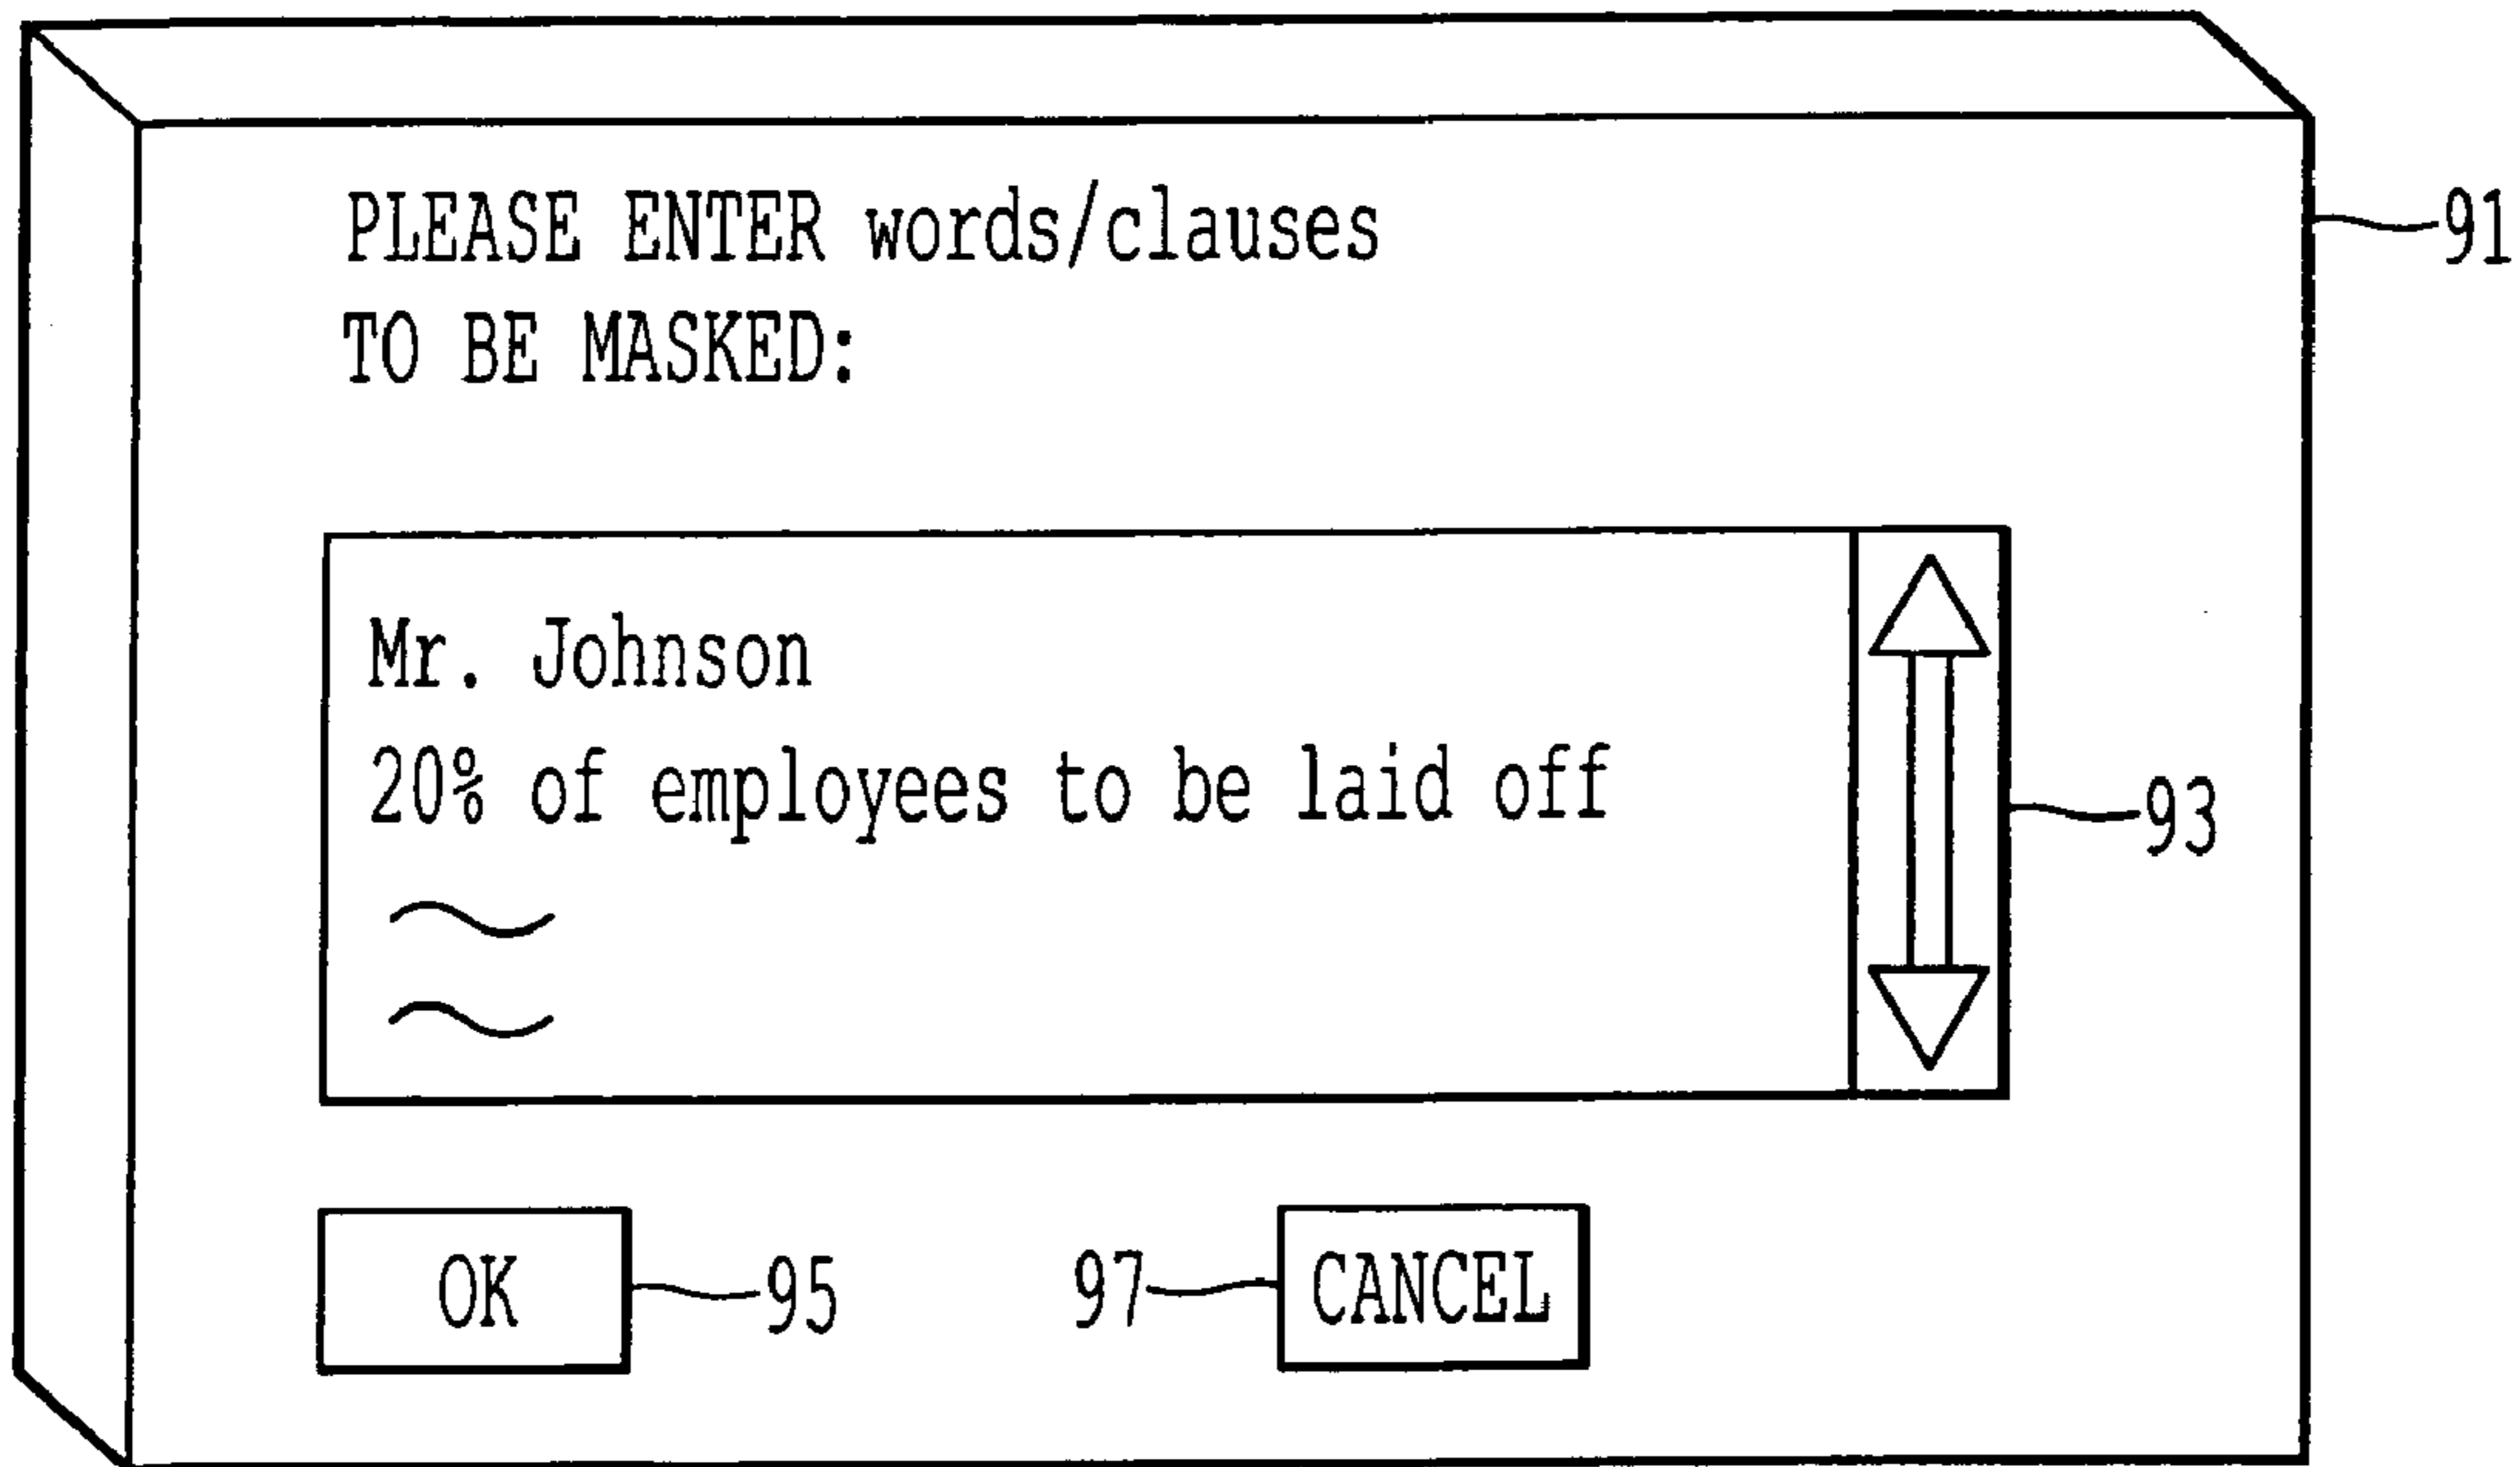 PLEASE ENTER words/clauses
91
TO BE MASKED:
Mr. Johnson
20% of employees to be laid off
93
OK
95
97
CANCEL